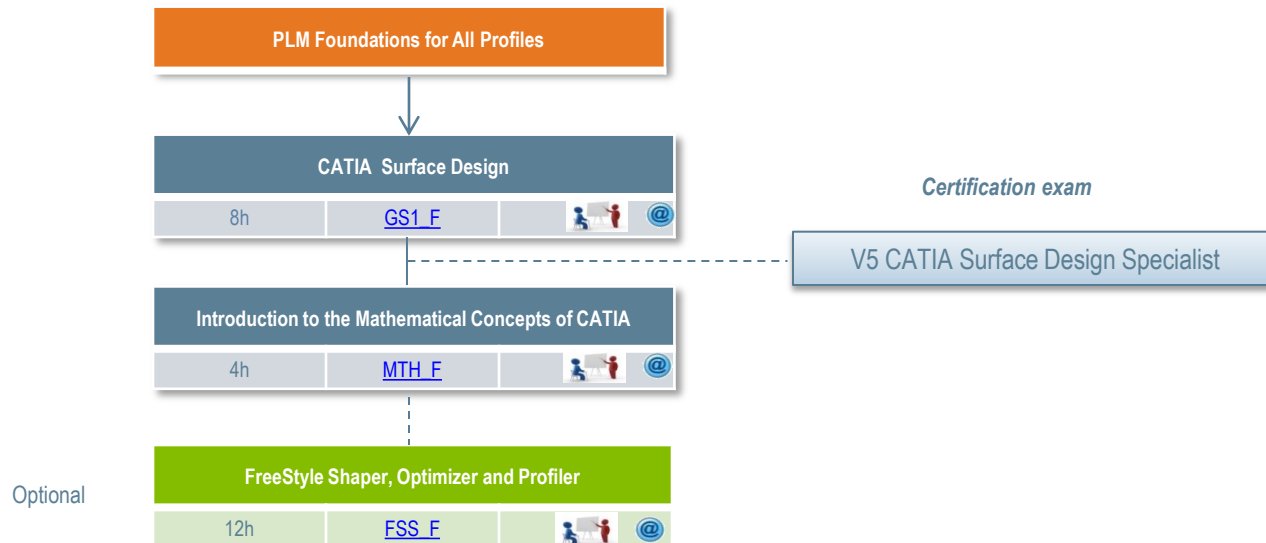 PLM Foundations for All Profiles
CATIA Surface Design
8h GS1_F @
Certification exam
V5 CATIA Surface Design Specialist
Introduction to the Mathematical Concepts of CATIA
4h MTH_F @
FreeStyle Shaper, Optimizer and Profiler
Optional
12h FSS_F @